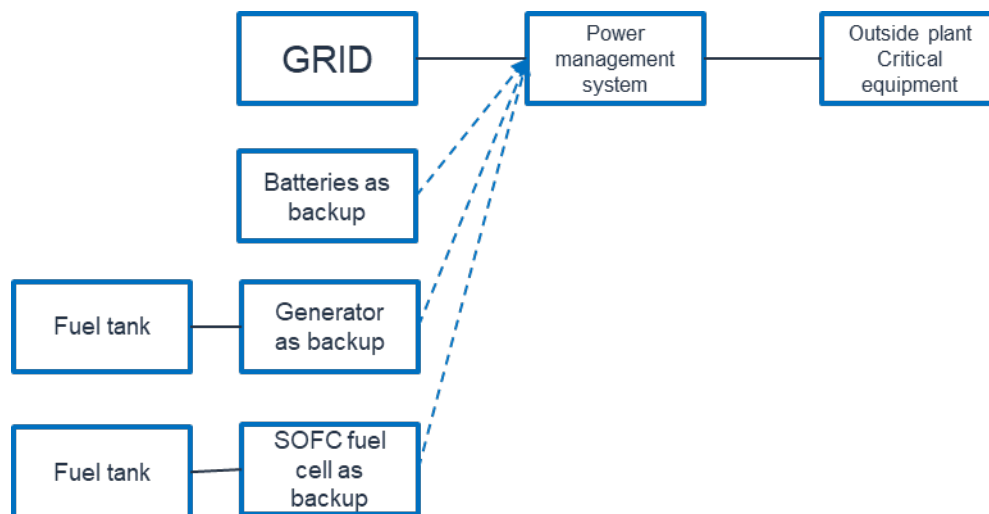 GRID
Power
management
system
Outside plant
Critical
equipment
Batteries as
backup
Fuel tank
Generator
as backup
Fuel tank
SOFC fuel
cell as
backup